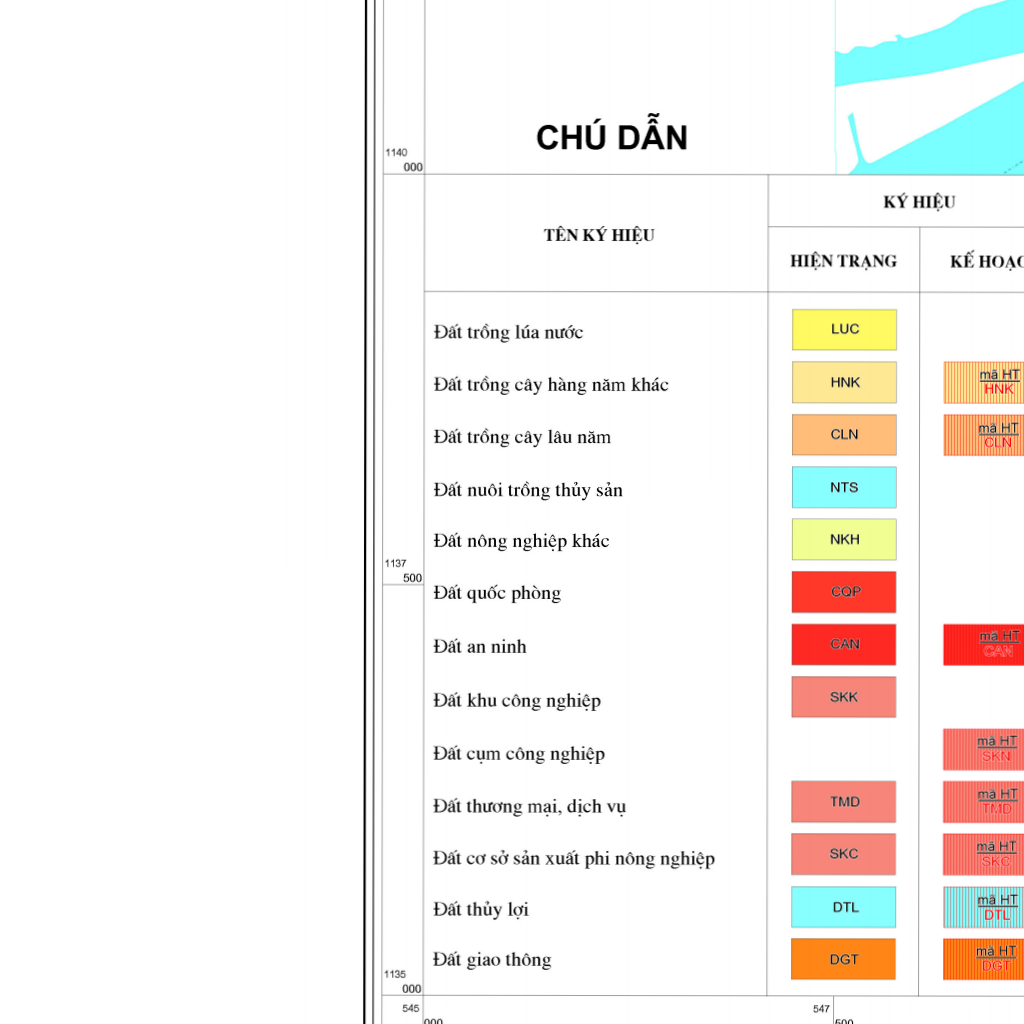 CHÚ DẪN
1140
000
KÝ HIỆU
TÊN KÝ HIỆU
HIỆN TRẠNG
KẾ HOẠC
Đất trồng lúa nước
LUC
Đất trồng cây hàng năm khác
HNK
mã HT
HNK
Đất trồng cây lâu năm
CLN
mã HT
CLN
Đất nuôi trồng thủy sản
NTS
Đất nông nghiệp khác
NKH
1137
500
Đất quốc phòng
CQP
Đất an ninh
CAN
mã HT
CAN
Đất khu công nghiệp
SKK
Đất cụm công nghiệp
mã HT
SKN
Đất thương mại, dịch vụ
TMD
mã HT
TMD
Đất cơ sở sản xuất phi nông nghiệp
SKC
mã HT
SKC
Đất thủy lợi
DTL
mã HT
DTL
Đất giao thông
DGT
mã HT
DGT
1135
000
545
000
547
500